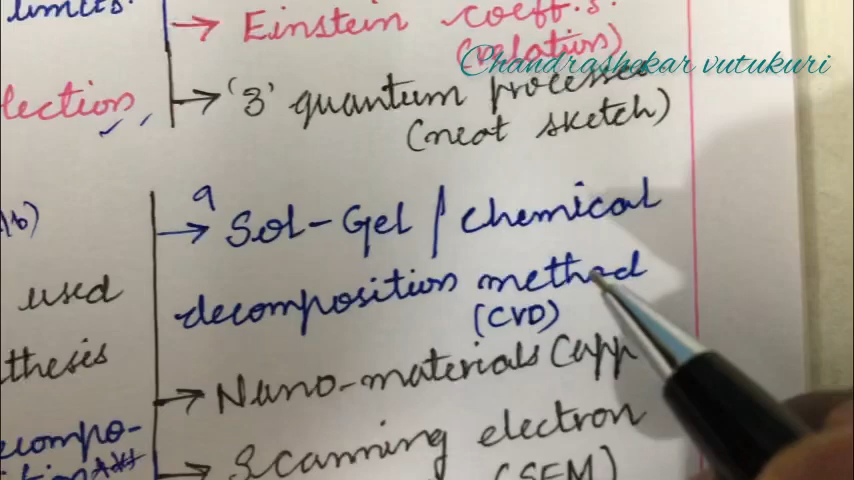 limits.
→ Einstein coeff.s.
(relation)
Chandrashekar vutukuri
lection
→ '3' quantum processes
(neat sketch)
a
/b)
→ Sol-Gel / chemical
used
decomposition method
(CVD)
thesis
→ Nano-materials (app
ecompo-
→ Scanning electron
(SEM)